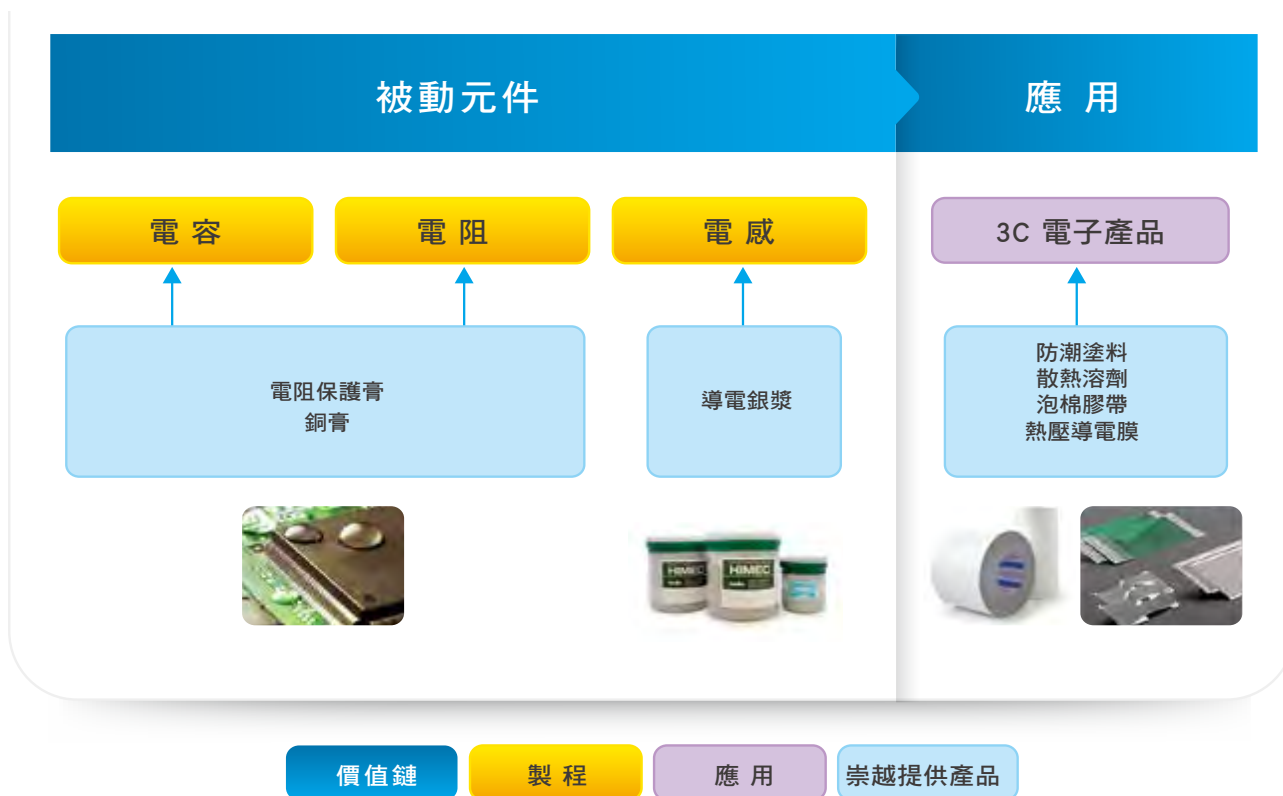 被動元件
應用
電容
電阻
電感
3C 電子產品
電阻保護膏
銅膏
導電銀漿
防潮塗料
散熱溶劑
泡棉膠帶
熱壓導電膜
HIMEC
HIMEC
價值鏈
製程
應用
崇越提供產品